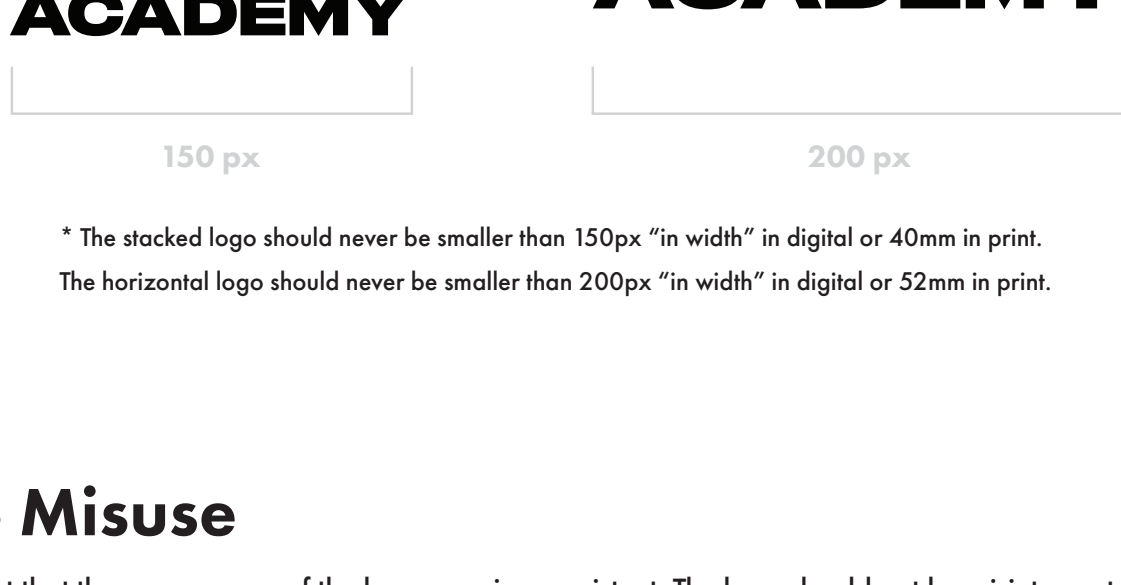 ACADEMY ACADEMY
150 px 200 px
* The stacked logo should never be smaller than 150px “in width” in digital or 40mm in print.
The horizontal logo should never be smaller than 200px “in width” in digital or 52mm in print.
Misuse